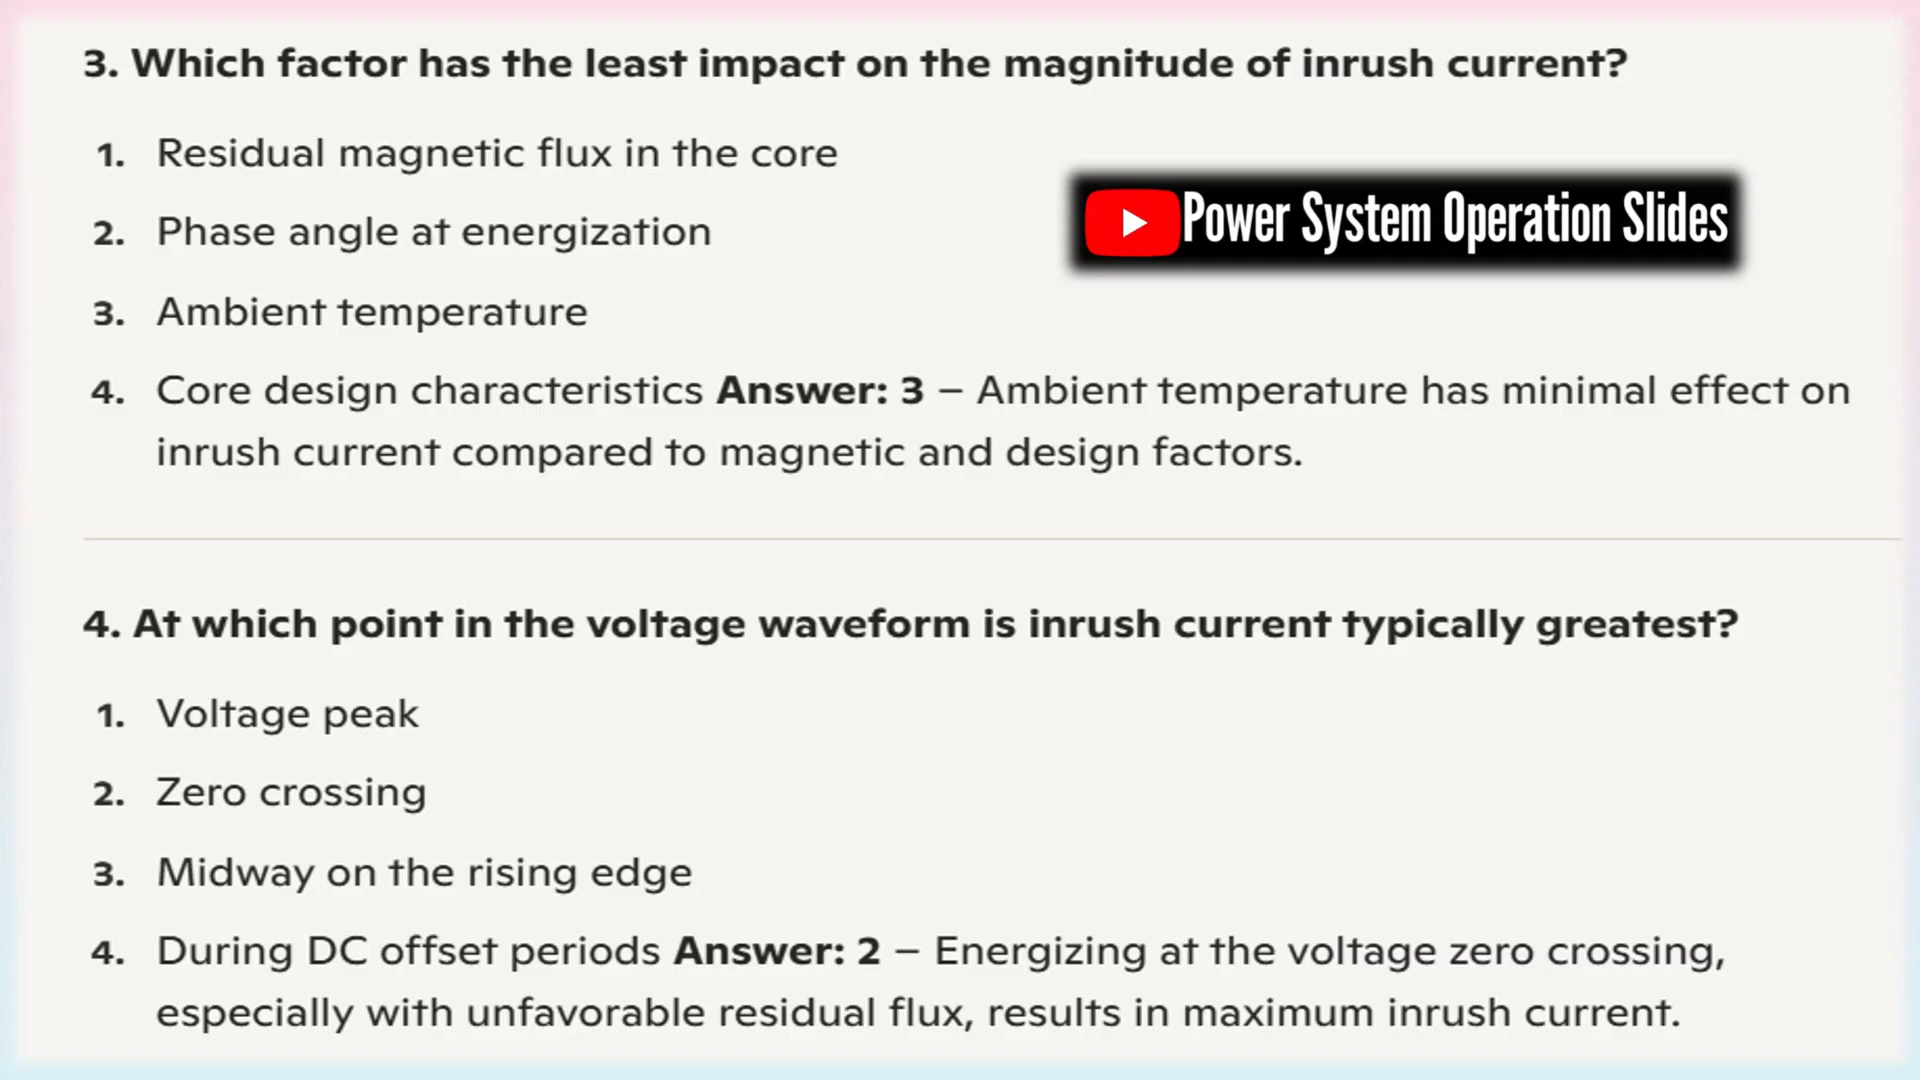 3. Which factor has the least impact on the magnitude of inrush current?
1. Residual magnetic flux in the core
Power System Operation Slides
2. Phase angle at energization
3. Ambient temperature
4. Core design characteristics Answer: 3 – Ambient temperature has minimal effect on
inrush current compared to magnetic and design factors.
4. At which point in the voltage waveform is inrush current typically greatest?
1. Voltage peak
2. Zero crossing
3. Midway on the rising edge
4. During DC offset periods Answer: 2 – Energizing at the voltage zero crossing,
especially with unfavorable residual flux, results in maximum inrush current.